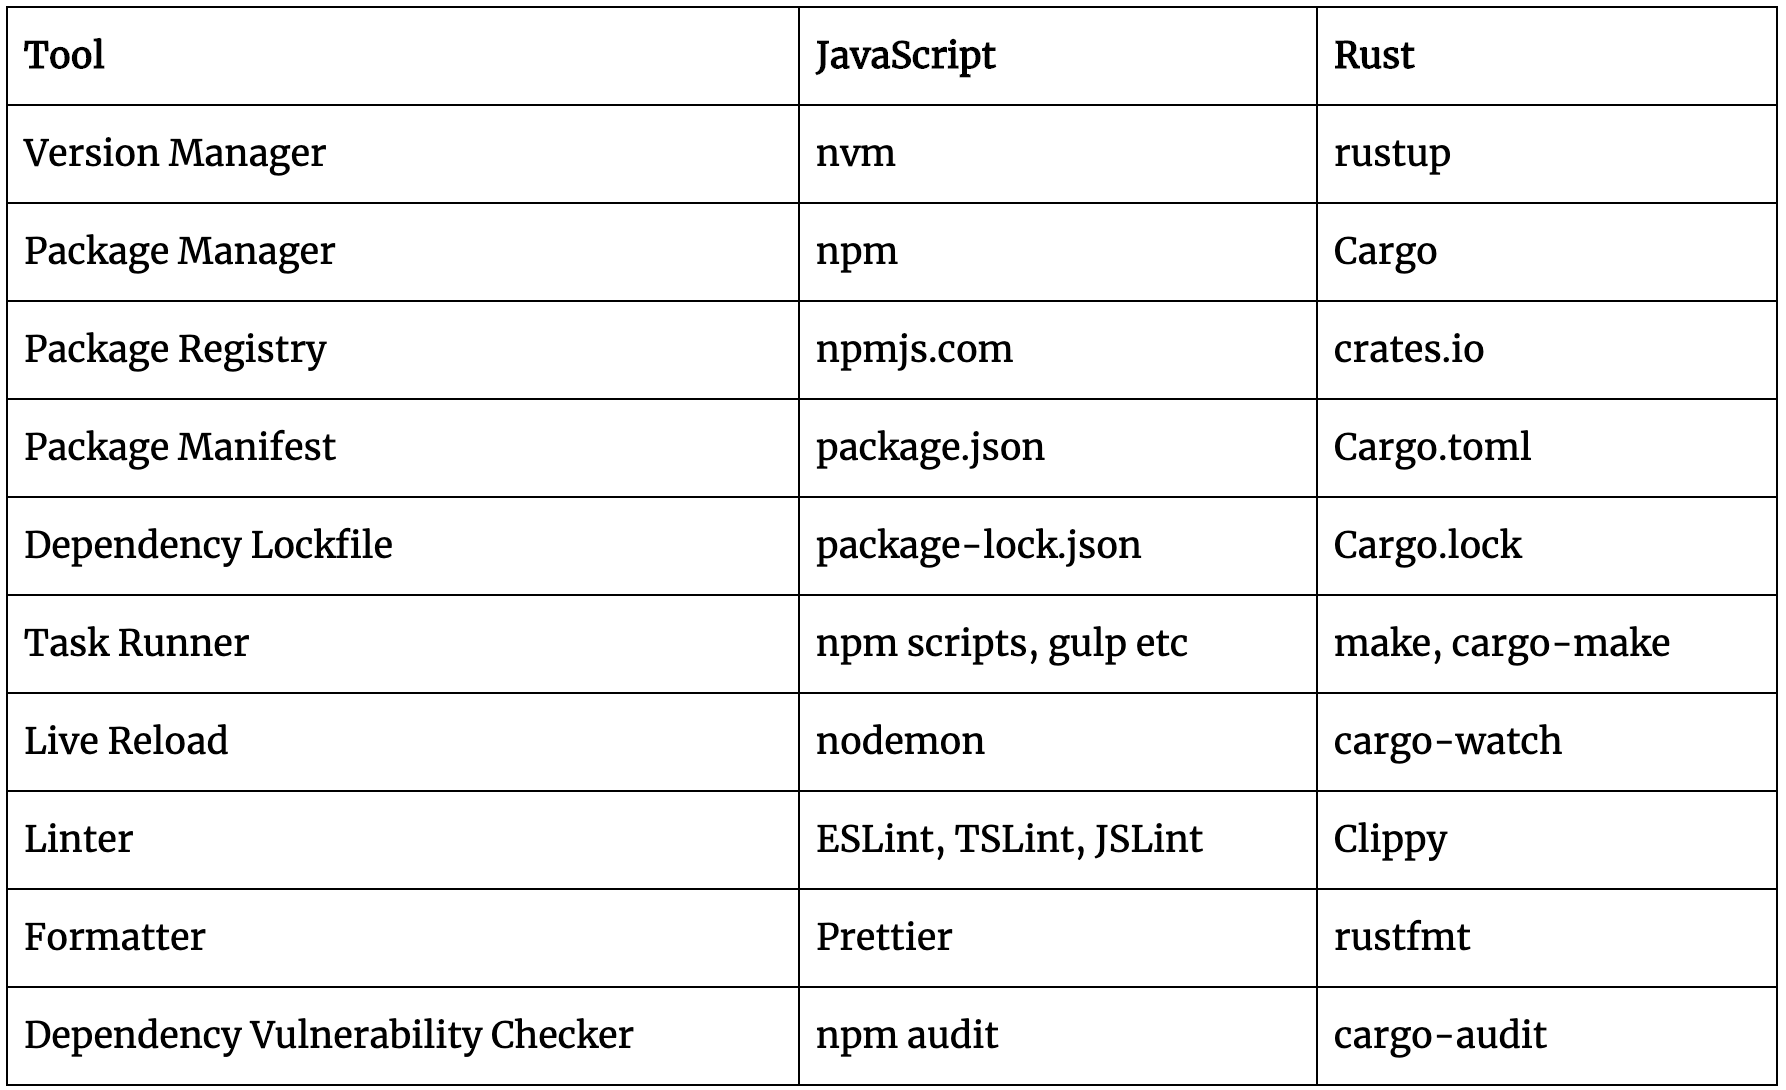 Tool JavaScript Rust
Version Manager nvm rustup
Package Manager npm Cargo
Package Registry npmjs.com crates.io
Package Manifest package.json Cargo.toml
Dependency Lockfile package-lock.json Cargo.lock
Task Runner npm scripts, gulp etc make, cargo-make
Live Reload nodemon cargo-watch
Linter ESLint, TSLint, JSLint Clippy
Formatter Prettier rustfmt
Dependency Vulnerability Checker npm audit cargo-audit